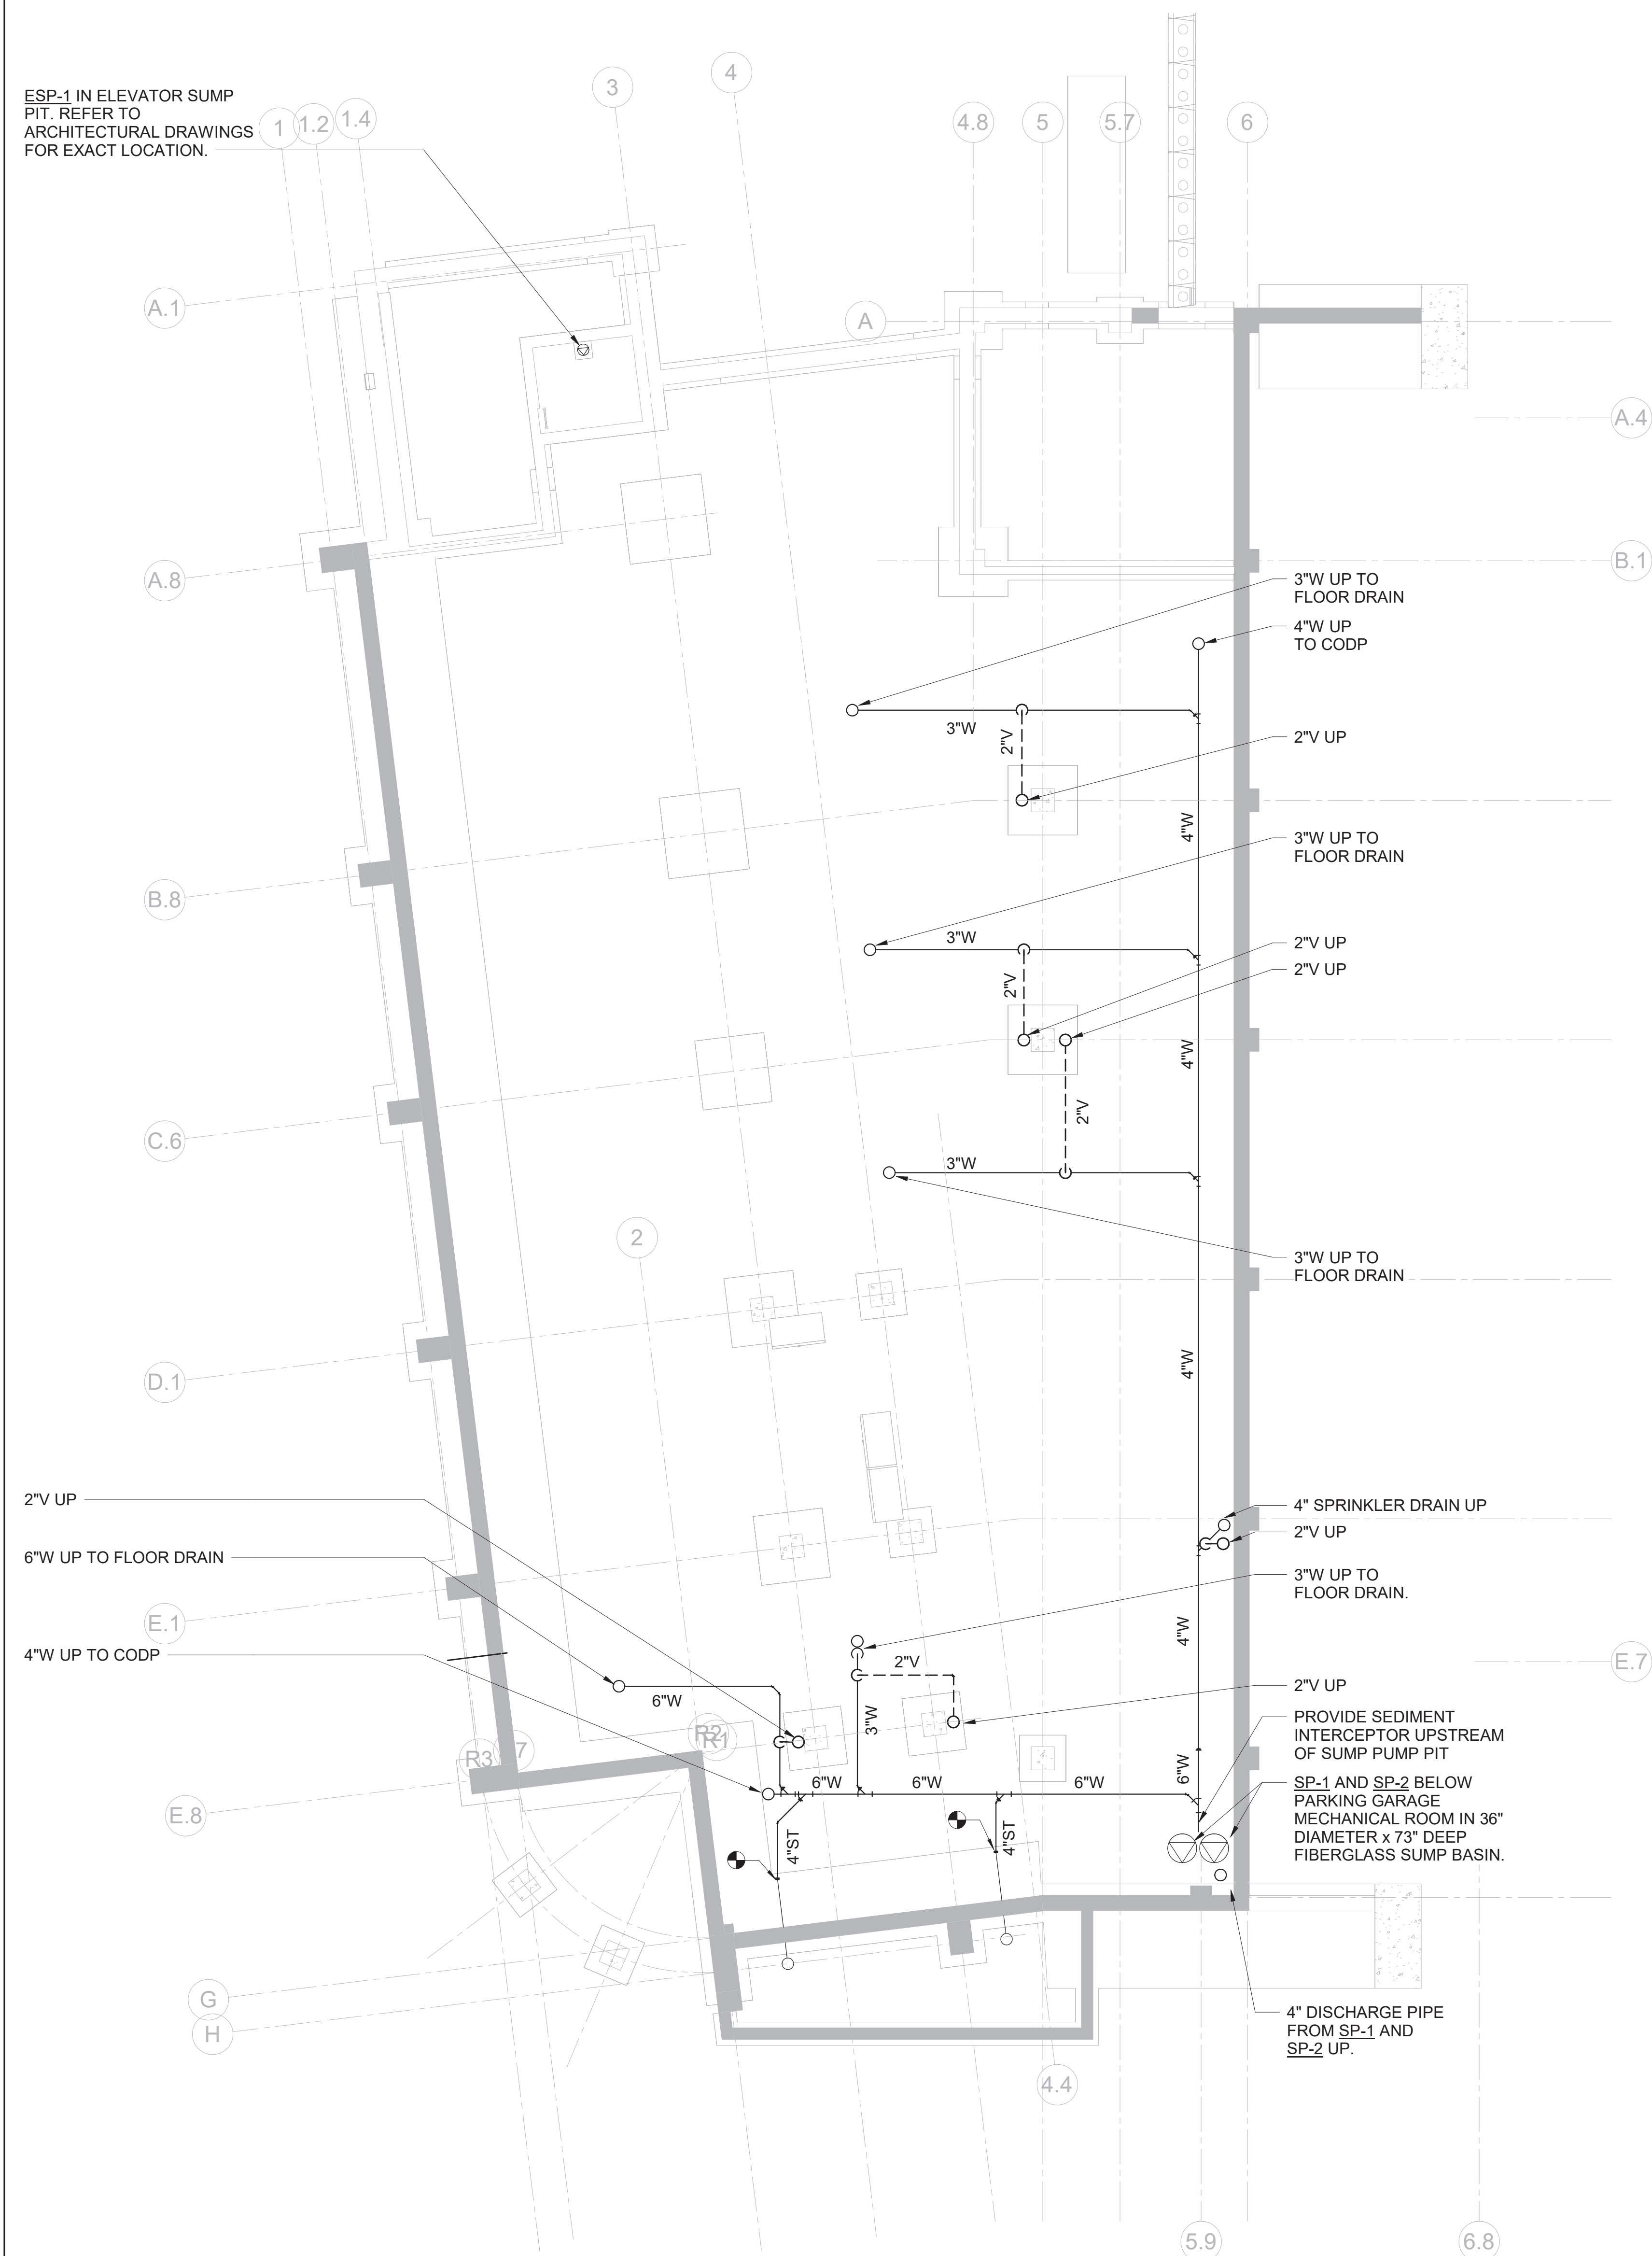 ESP-1 IN ELEVATOR SUMP
PIT. REFER TO
ARCHITECTURAL DRAWINGS
FOR EXACT LOCATION.
1
1.2
1.4
3
4
4.8
5
5.7
6
A.1
A
A.4
A.8
B.1
3"W UP TO
FLOOR DRAIN
4"W UP
TO CODP
3"W
2"V
2"V UP
4"W
3"W UP TO
FLOOR DRAIN
B.8
3"W
2"V UP
2"V UP
2"V
4"W
2"V
C.6
3"W
2
3"W UP TO
FLOOR DRAIN
D.1
4"W
2"V UP
4" SPRINKLER DRAIN UP
2"V UP
6"W UP TO FLOOR DRAIN
3"W UP TO
FLOOR DRAIN.
E.1
4"W UP TO CODP
4"W
2"V
E.7
6"W
2"V UP
3"W
PROVIDE SEDIMENT
INTERCEPTOR UPSTREAM
OF SUMP PUMP PIT
R2
R1
R3
7
6"W
6"W
6"W
6"W
SP-1 AND SP-2 BELOW
PARKING GARAGE
MECHANICAL ROOM IN 36"
DIAMETER x 73" DEEP
FIBERGLASS SUMP BASIN.
E.8
4"ST
4"ST
G
H
4" DISCHARGE PIPE
FROM SP-1 AND
SP-2 UP.
4.4
5.9
6.8